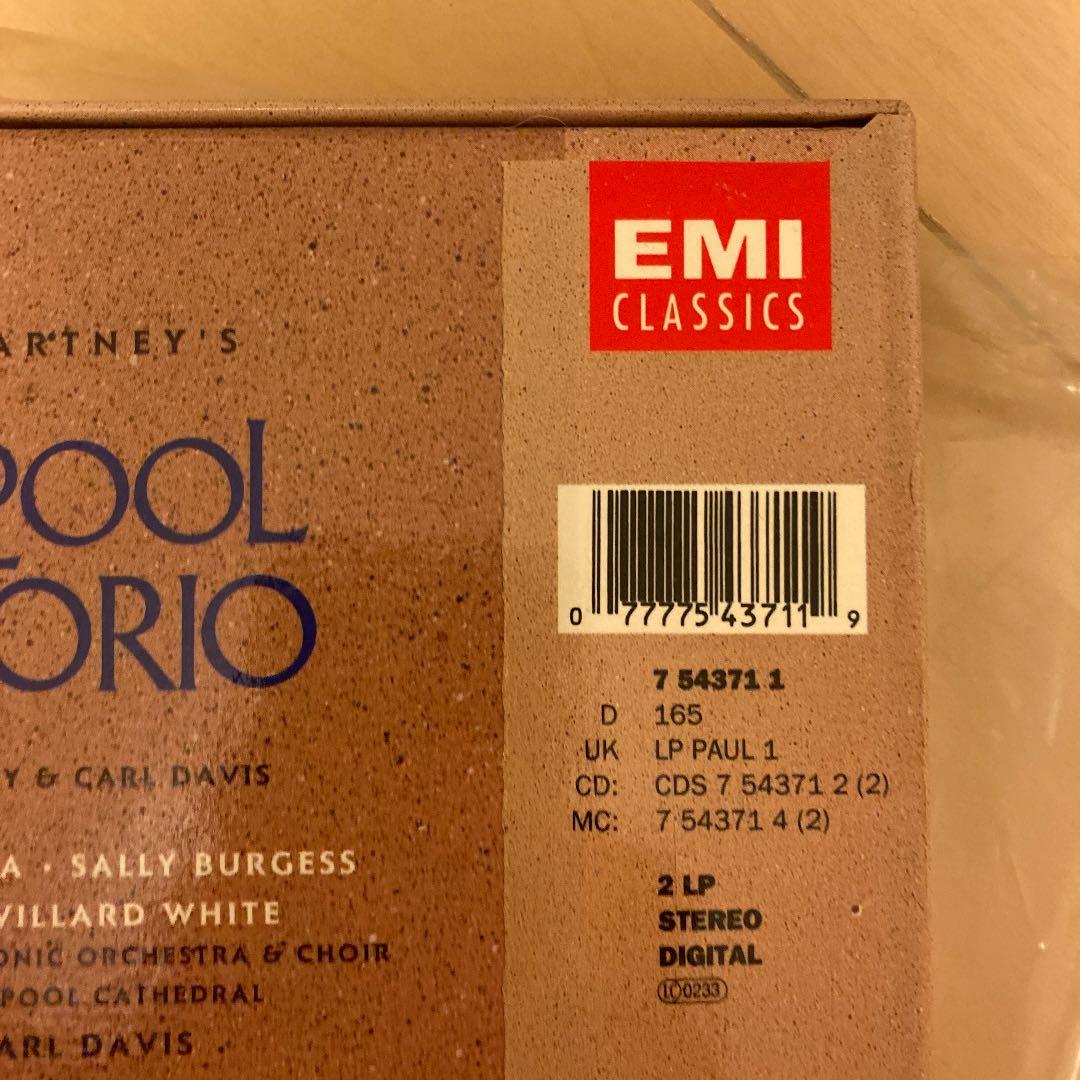 ARTNEY'S
POOL
ORIO
Y & CARL DAVIS
A · SALLY BURGESS
WILLARD WHITE
ONIC ORCHESTRA & CHOIR
POOL CATHEDRAL
ARL DAVIS
EMI
CLASSICS
0 77775 43711 9
7 54371 1
D 165
UK LP PAUL 1
CD: CDS 7 54371 2 (2)
MC: 7 54371 4 (2)
2 LP
STEREO
DIGITAL
LC 0233